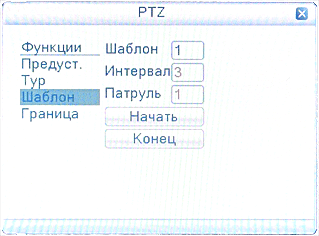 PTZ
Функции
Предуст.
Тур
Шаблон
Граница
Шаблон 1
Интервал 3
Патруль 1
Начать
Конец